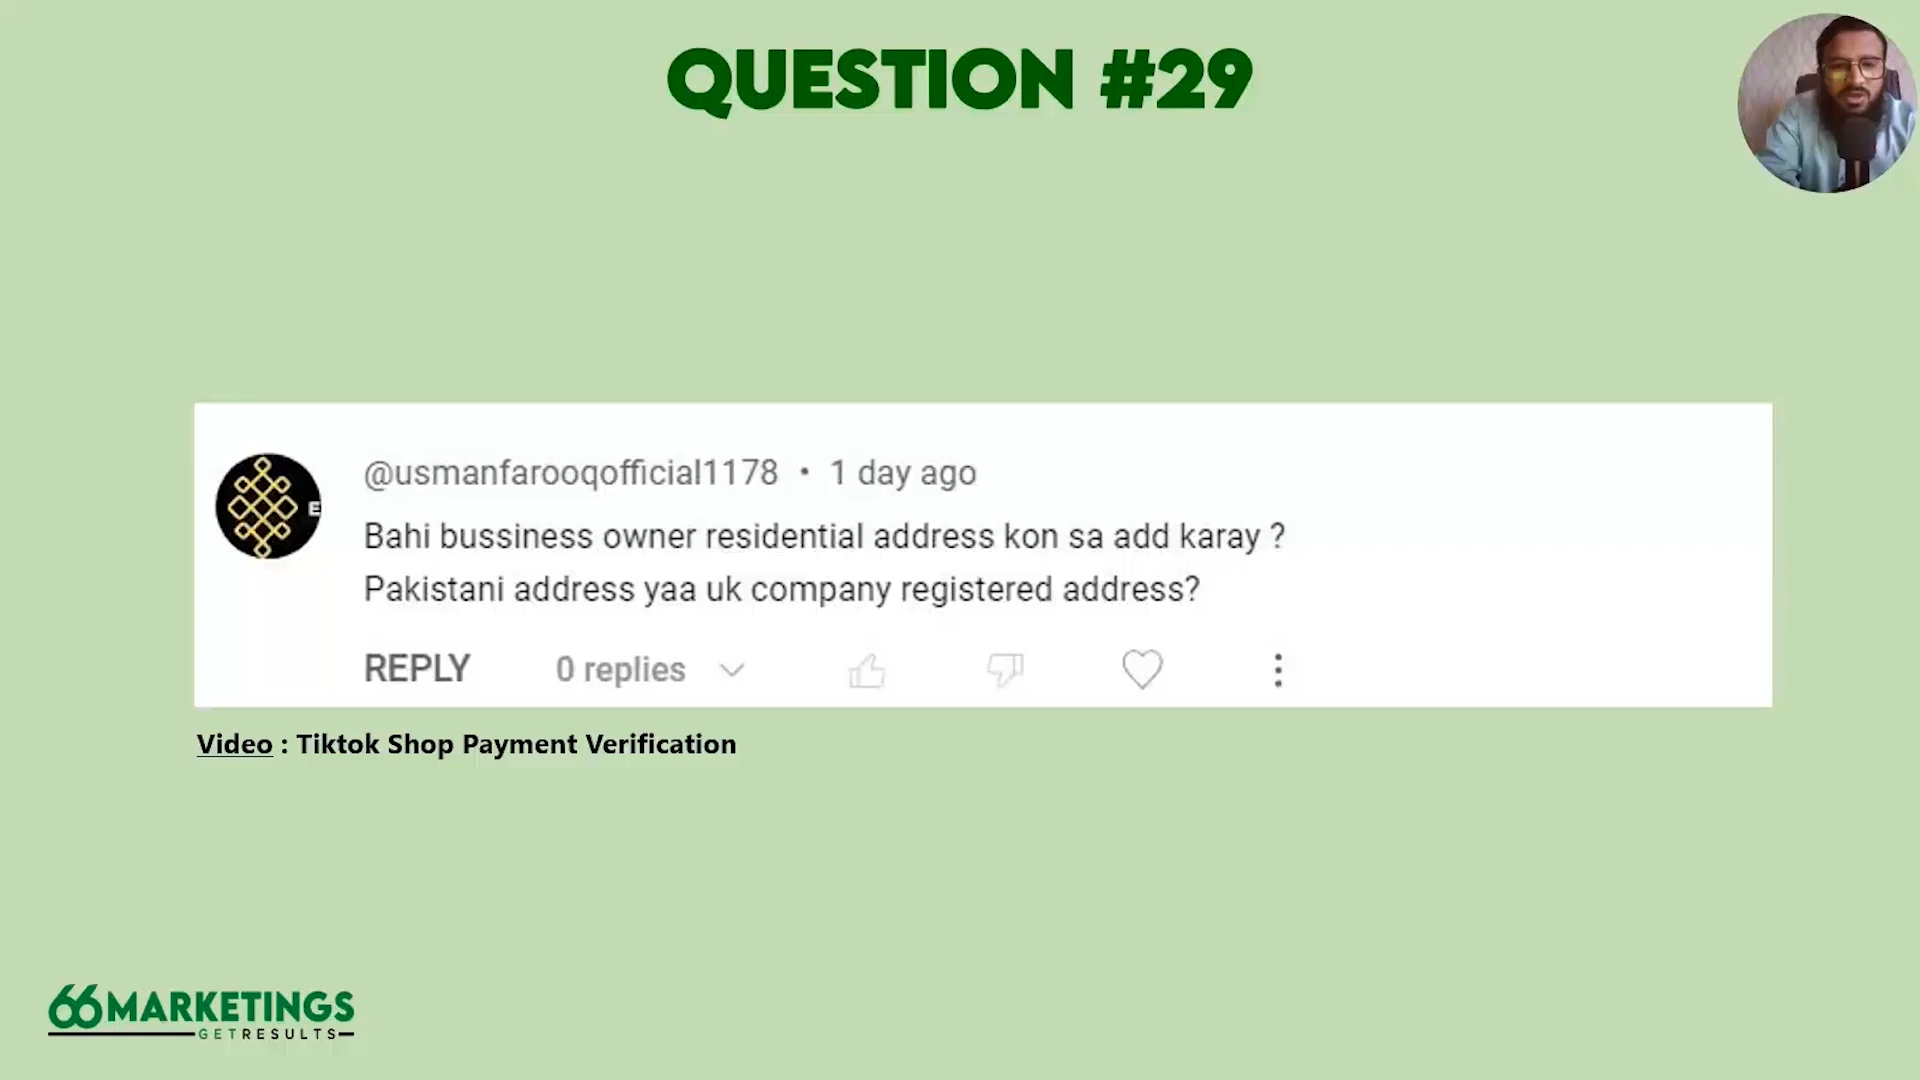 QUESTION #29
@usmanfarooqofficial1178 • 1 day ago
Bahi bussiness owner residential address kon sa add karay ?
Pakistani address yaa uk company registered address?
REPLY 0 replies
Video : Tiktok Shop Payment Verification
66MARKETINGS
GETRESULTS
E